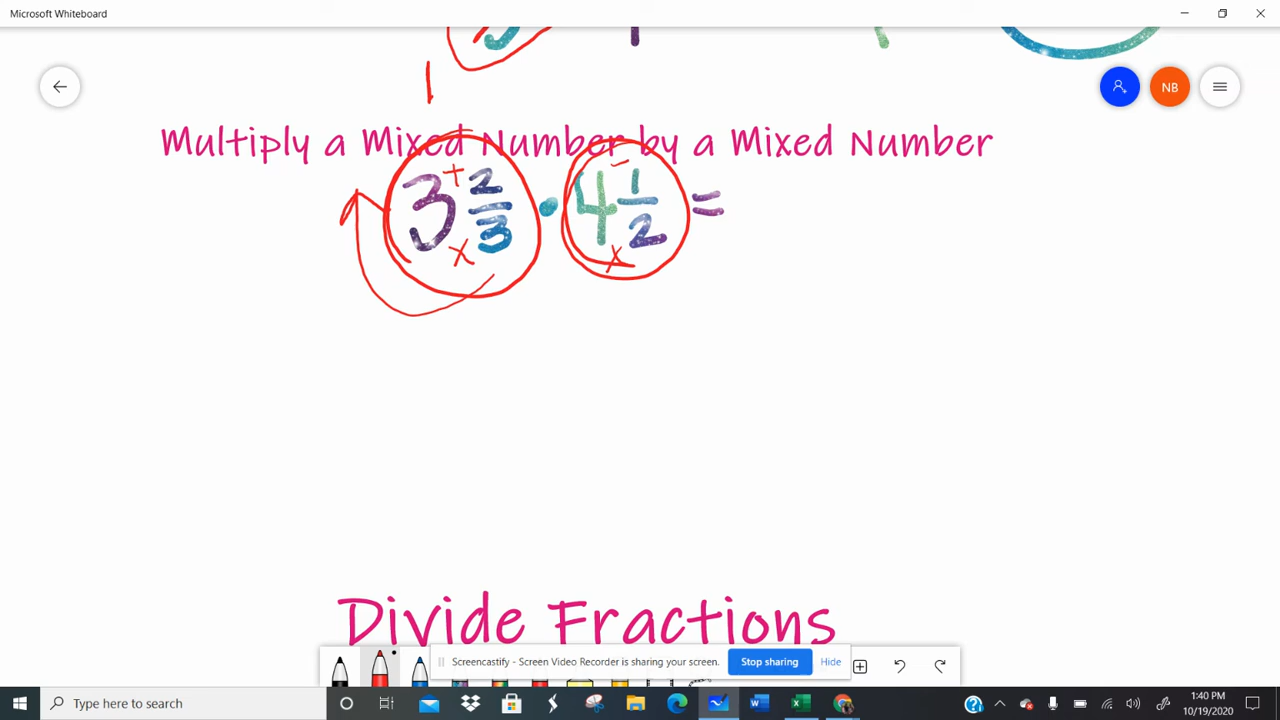 Microsoft Whiteboard
NB
1
Multiply a Mixed Number by a Mixed Number
3 + 2/3 x · 4 - 1/2 x =
Divide Fractions
Screencastify - Screen Video Recorder is sharing your screen.
Stop sharing
Hide
Type here to search
1:40 PM
10/19/2020